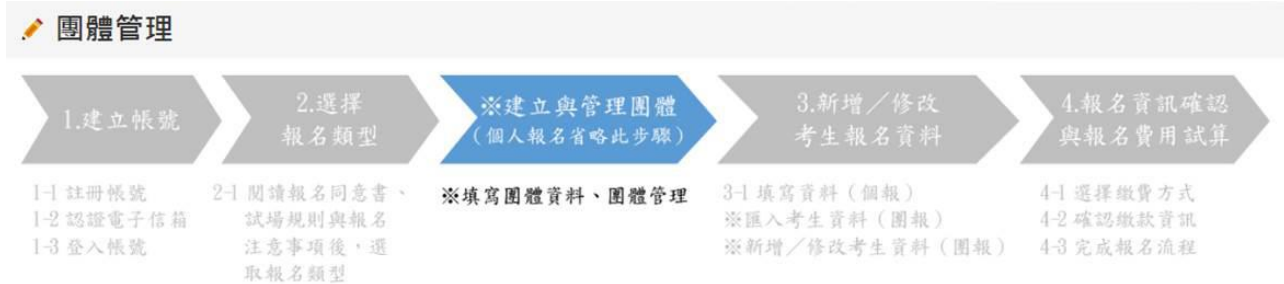 團體管理
1.建立帳號
2.選擇
報名類型
※建立與管理團體
(個人報名省略此步驟)
3.新增／修改
考生報名資料
4.報名資訊確認
與報名費用試算
1-1 註冊帳號
1-2 認證電子信箱
1-3 登入帳號
2-1 閱讀報名同意書、
試場規則與報名
注意事項後，選
取報名類型
※填寫團體資料、團體管理
3-1 填寫資料（個報）
※匯入考生資料（團報）
※新增／修改考生資料（團報）
4-1 選擇繳費方式
4-2 確認繳款資訊
4-3 完成報名流程